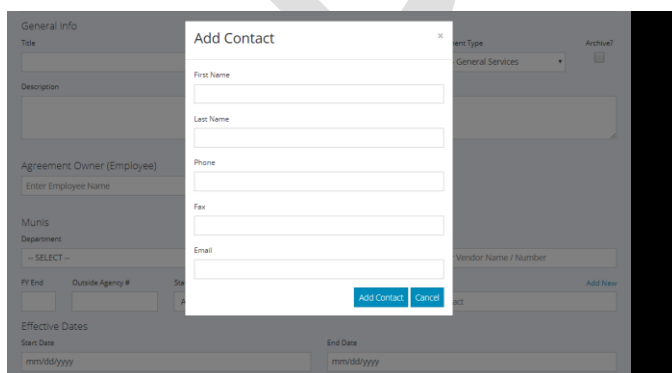 General Info
Title
ment Type
Archive?
General Services
Description
Agreement Owner (Employee)
Enter Employee Name
Munis
Department
-- SELECT --
Vendor Name / Number
FY End
Outside Agency #
Sta
Add New
A
act
Effective Dates
Start Date
End Date
mm/dd/yyyy
mm/dd/yyyy
Add Contact
×
First Name
Last Name
Phone
Fax
Email
Add Contact
Cancel